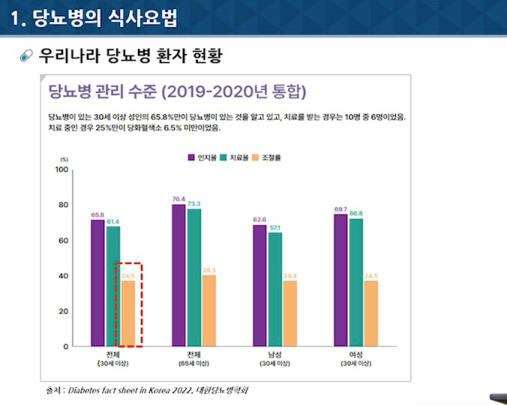 1. 당뇨병의 식사요법
우리나라 당뇨병 환자 현황
당뇨병 관리 수준 (2019-2020년 통합)
당뇨병이 있는 30세 이상 성인의 65.8%만이 당뇨병이 있는 것을 알고 있고, 치료를 받는 경우는 10명 중 6명이었음.
치료 중인 경우 25%만이 당화혈색소 6.5% 미만이었음.
(%)
인지율 치료율 조절률
100
80
60
40
20
0
65.8 61.4 24.5
76.4 73.3 28.3
62.6 57.1 24.4
69.7 66.8 24.5
전체 전체 남성 여성
(30세 이상) (65세 이상) (30세 이상) (30세 이상)
출처 : Diabetes fact sheet in Korea 2022, 대한당뇨병학회